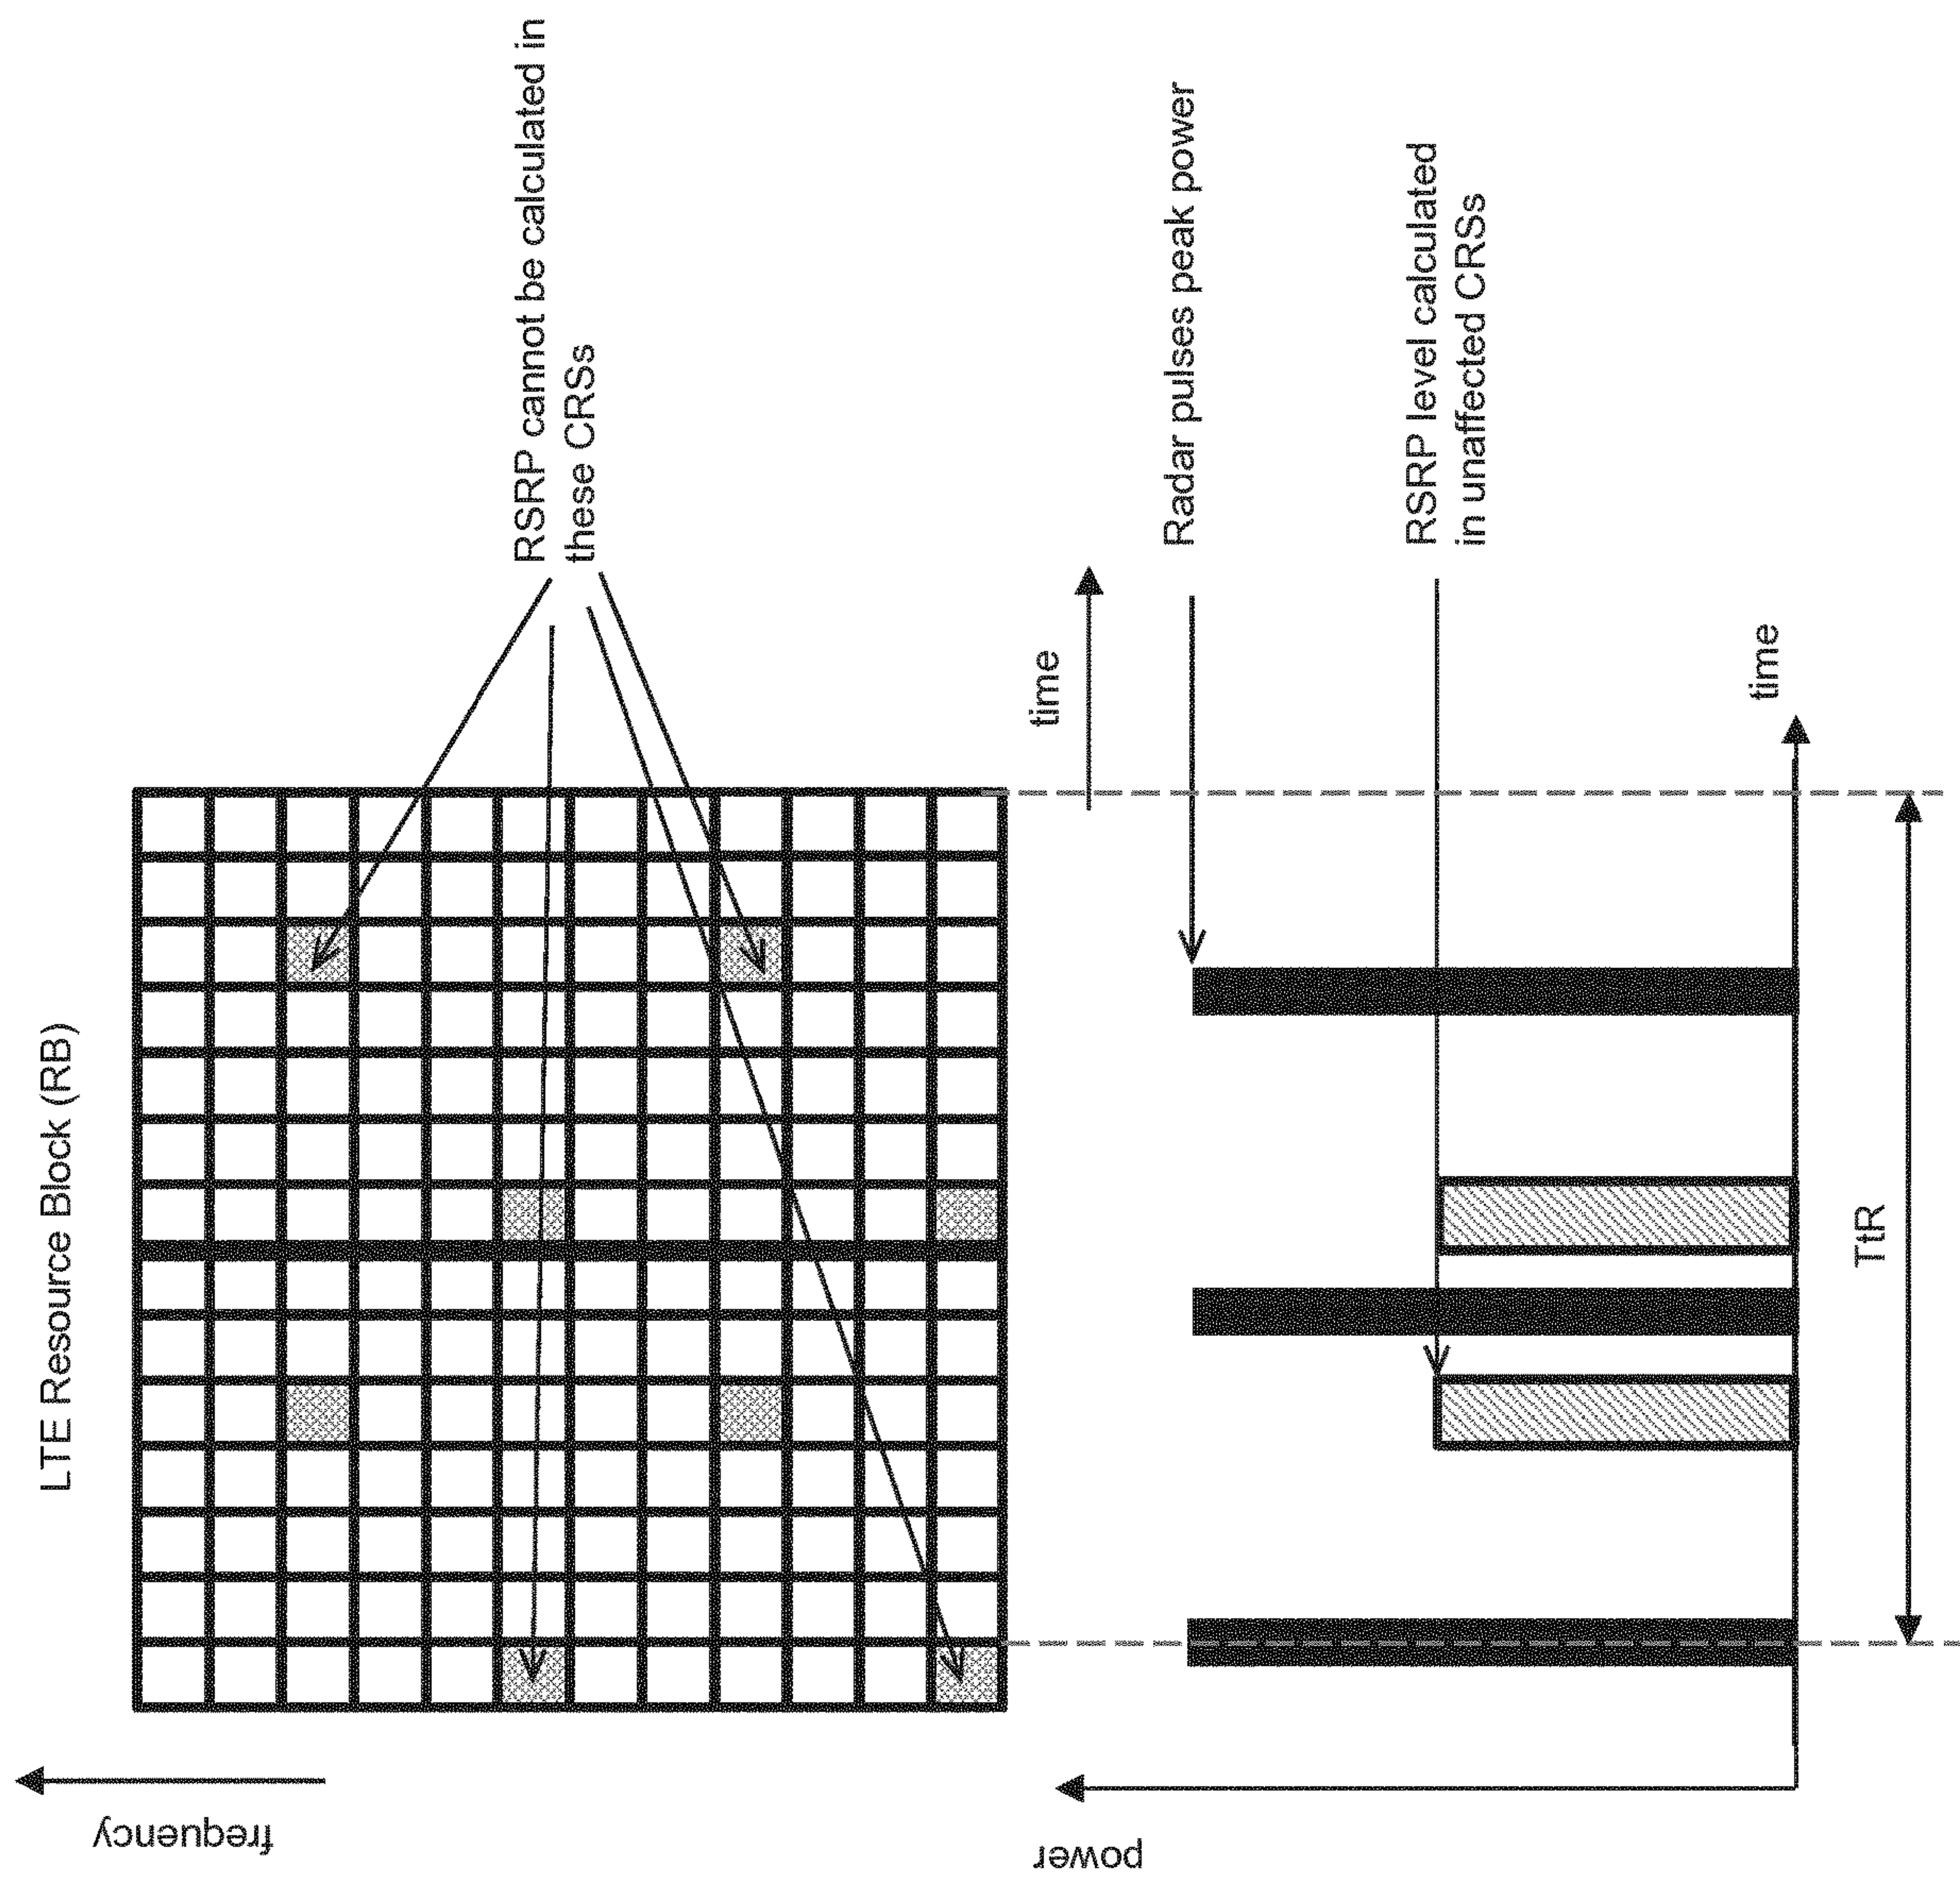 LTE Resource Block (RB)
frequency
RSRP cannot be calculated in
these CRSs
time
power
Radar pulses peak power
RSRP level calculated
in unaffected CRSs
time
TtR